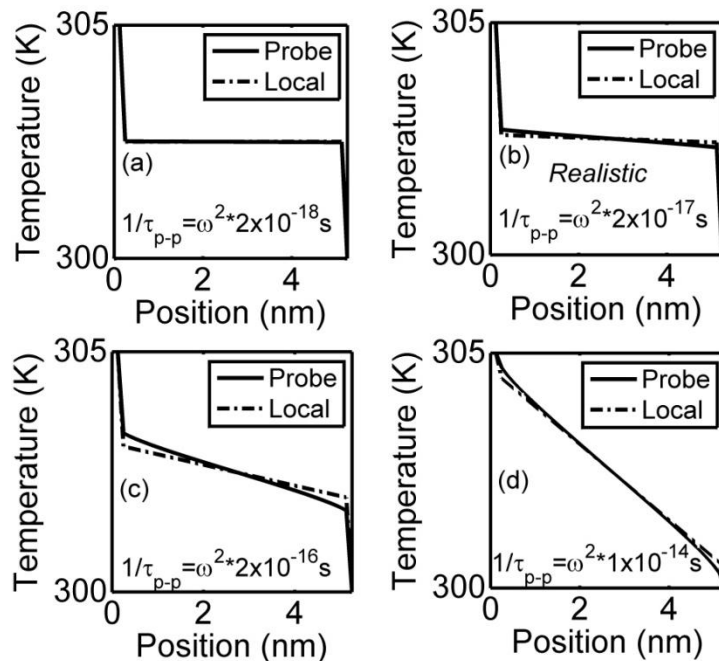 305
Temperature (K)
Probe
Local
(a)
1/τp-p=ω²*2x10⁻¹⁸s
300
0 2 4
Position (nm)
305
Temperature (K)
Probe
Local
(b)
Realistic
1/τp-p=ω²*2x10⁻¹⁷s
300
0 2 4
Position (nm)
305
Temperature (K)
Probe
Local
(c)
1/τp-p=ω²*2x10⁻¹⁶s
300
0 2 4
Position (nm)
305
Temperature (K)
Probe
Local
(d)
1/τp-p=ω²*1x10⁻¹⁴s
300
0 2 4
Position (nm)